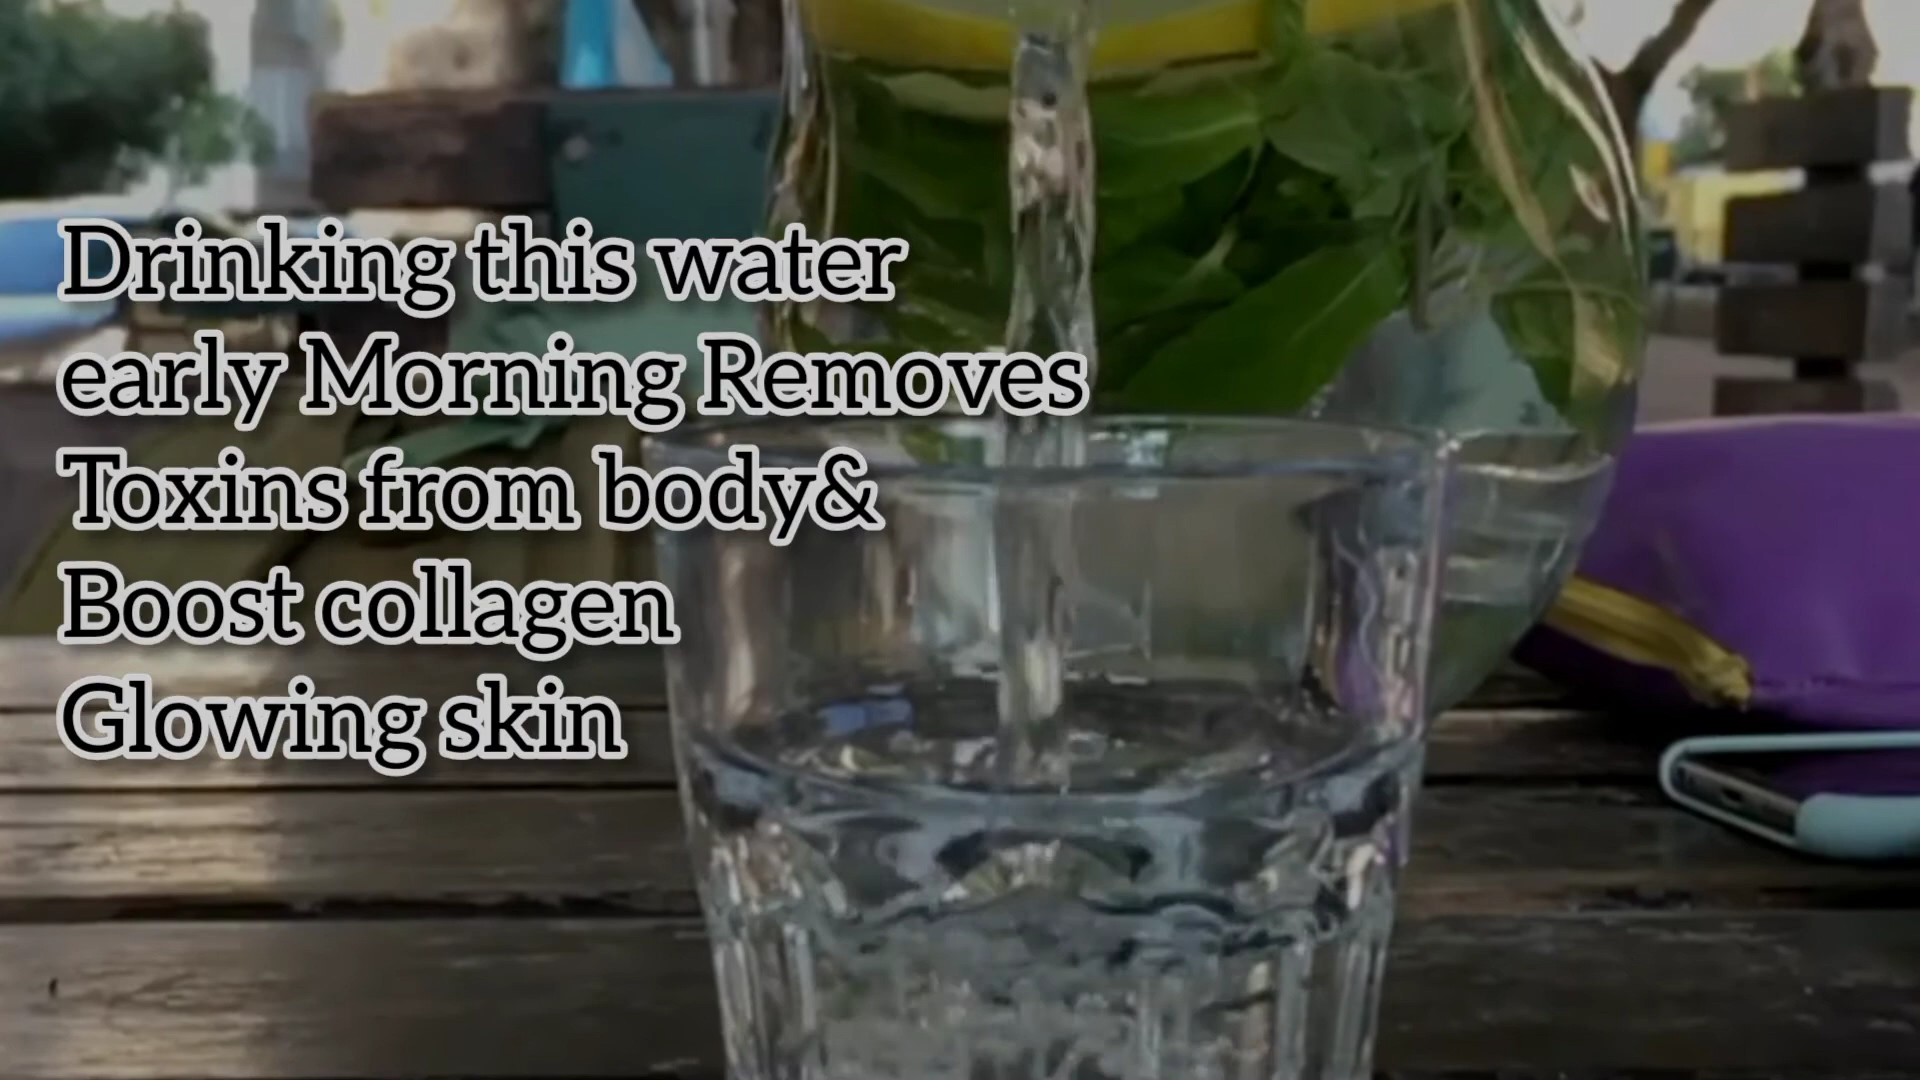 Drinking this water
early Morning Removes
Toxins from body&
Boost collagen
Glowing skin